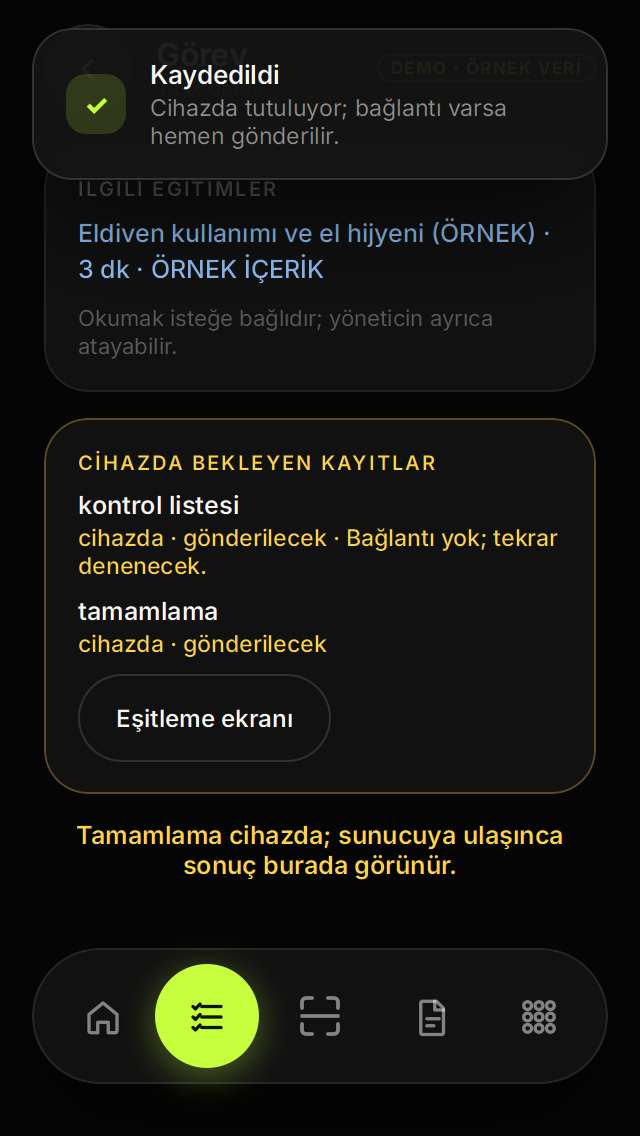 Görev
DEMO · ÖRNEK VERİ
Kaydedildi
Cihazda tutuluyor; bağlantı varsa
hemen gönderilir.
İLGİLİ EĞİTİMLER
Eldiven kullanımı ve el hijyeni (ÖRNEK) ·
3 dk · ÖRNEK İÇERİK
Okumak isteğe bağlıdır; yöneticin ayrıca
atayabilir.
CİHAZDA BEKLEYEN KAYITLAR
kontrol listesi
cihazda · gönderilecek · Bağlantı yok; tekrar
denenecek.
tamamlama
cihazda · gönderilecek
Eşitleme ekranı
Tamamlama cihazda; sunucuya ulaşınca
sonuç burada görünür.